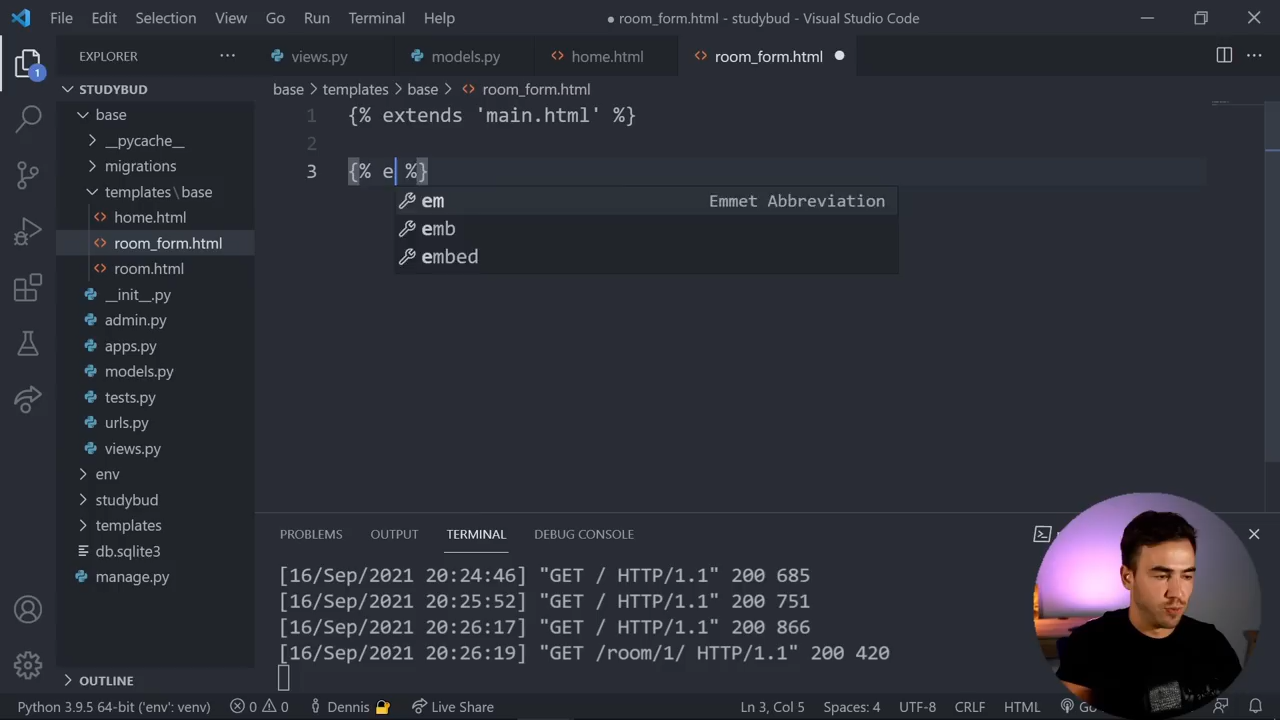 File Edit Selection View Go Run Terminal Help
● room_form.html - studybud - Visual Studio Code
EXPLORER ···
views.py
models.py
home.html
room_form.html
1
STUDYBUD
base
__pycache__
migrations
templates\base
home.html
room_form.html
room.html
__init__.py
admin.py
apps.py
models.py
tests.py
urls.py
views.py
env
studybud
templates
db.sqlite3
manage.py
OUTLINE
base > templates > base > room_form.html
1 {% extends 'main.html' %}
2
3 {% e %}
em Emmet Abbreviation
emb
embed
PROBLEMS OUTPUT TERMINAL DEBUG CONSOLE
[16/Sep/2021 20:24:46] "GET / HTTP/1.1" 200 685
[16/Sep/2021 20:25:52] "GET / HTTP/1.1" 200 751
[16/Sep/2021 20:26:17] "GET / HTTP/1.1" 200 866
[16/Sep/2021 20:26:19] "GET /room/1/ HTTP/1.1" 200 420
Python 3.9.5 64-bit ('env': venv) 0 0 Dennis Live Share Ln 3, Col 5 Spaces: 4 UTF-8 CRLF HTML